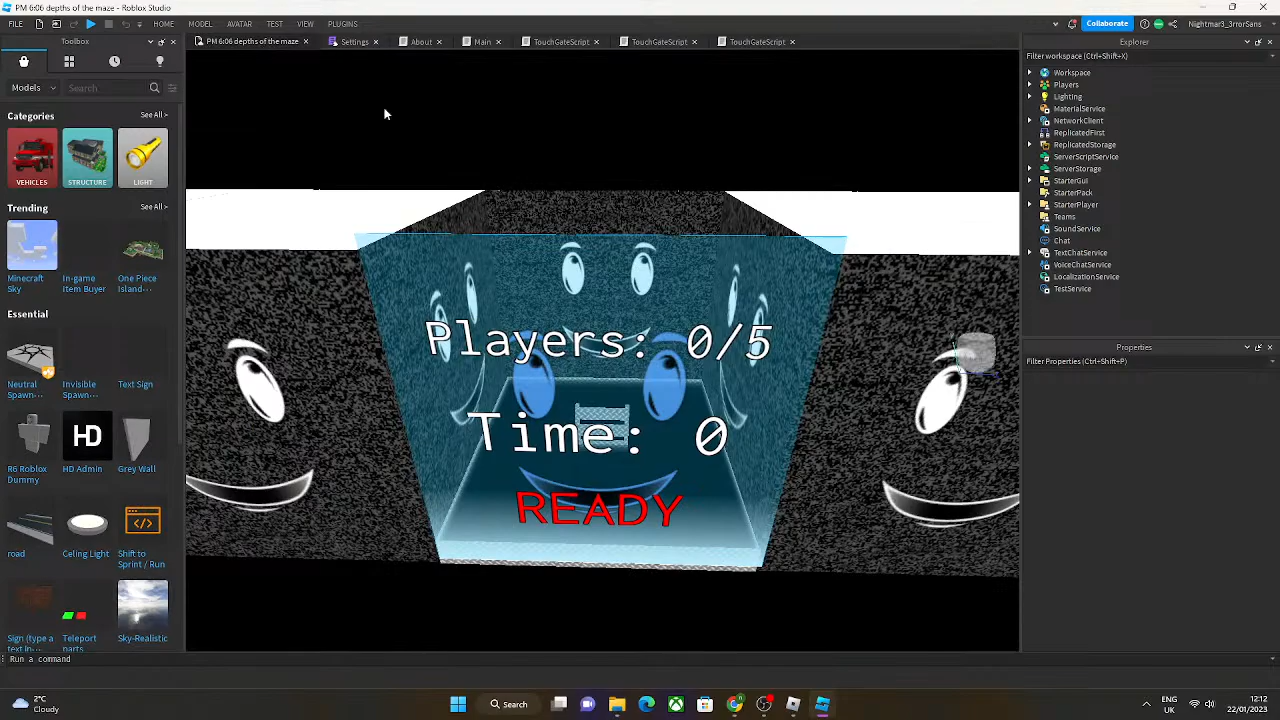 PM 6:06 depths of the maze - Roblox Studio
FILE HOME MODEL AVATAR TEST VIEW PLUGINS Collaborate Nightmar3_3rrorSans
Toolbox PM 6:06 depths of the maze Settings About Main TouchGateScript TouchGateScript TouchGateScript Explorer
Filter workspace (Ctrl+Shift+X)
Models Search
Workspace
Players
Lighting
MaterialService
NetworkClient
ReplicatedFirst
ReplicatedStorage
ServerScriptService
ServerStorage
StarterGui
StarterPack
StarterPlayer
Teams
SoundService
Chat
TextChatService
VoiceChatService
LocalizationService
TestService
Properties
Filter Properties (Ctrl+Shift+P)
Categories See All >
VEHICLES STRUCTURE LIGHT
Trending See All >
Minecraft Sky
In-game Item Buyer
One Piece Island-...
Essential
Neutral Spawn-...
Invisible Spawn-...
Text Sign
HD
R6 Roblox Dummy
HD Admin
Grey Wall
road
Celing Light
Shift to Sprint / Run
Sign (type a text in...
Teleport parts
Sky-Realistic
Players: 0/5
Time: 0
READY
Run a command
2°C
Cloudy
Search
ENG
UK
12:12
22/01/2023